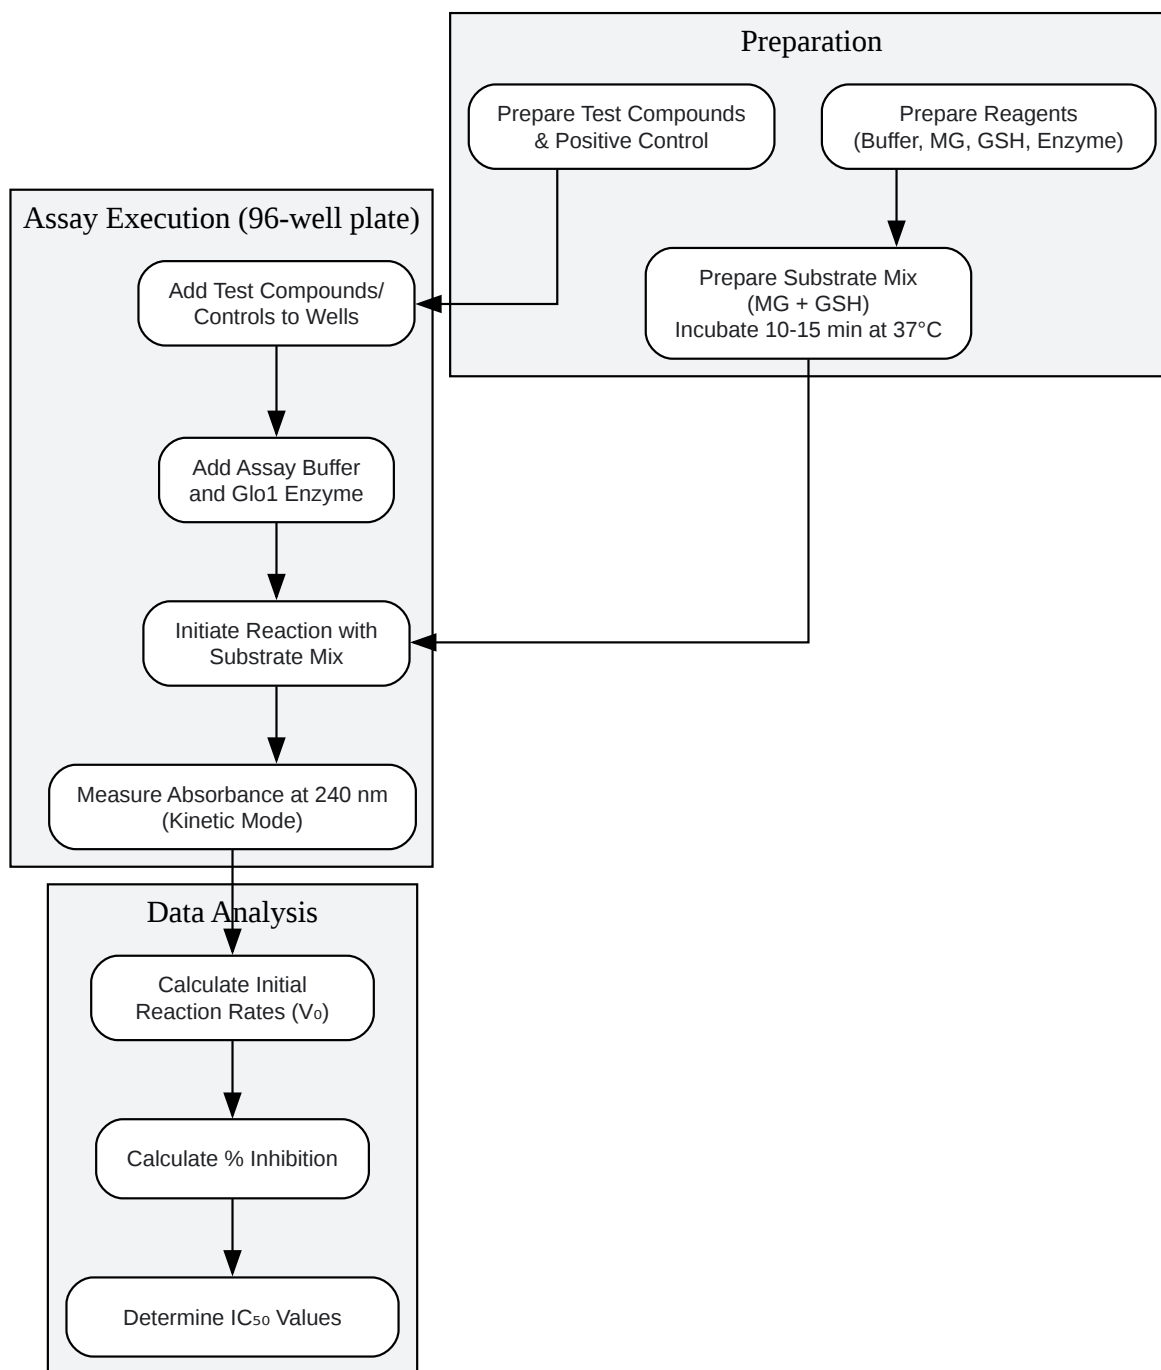 Preparation
Prepare Test Compounds
& Positive Control
Prepare Reagents
(Buffer, MG, GSH, Enzyme)
Prepare Substrate Mix
(MG + GSH)
Incubate 10-15 min at 37°C
Assay Execution (96-well plate)
Add Test Compounds/
Controls to Wells
Add Assay Buffer
and Glo1 Enzyme
Initiate Reaction with
Substrate Mix
Measure Absorbance at 240 nm
(Kinetic Mode)
Data Analysis
Calculate Initial
Reaction Rates (V₀)
Calculate % Inhibition
Determine IC₅₀ Values